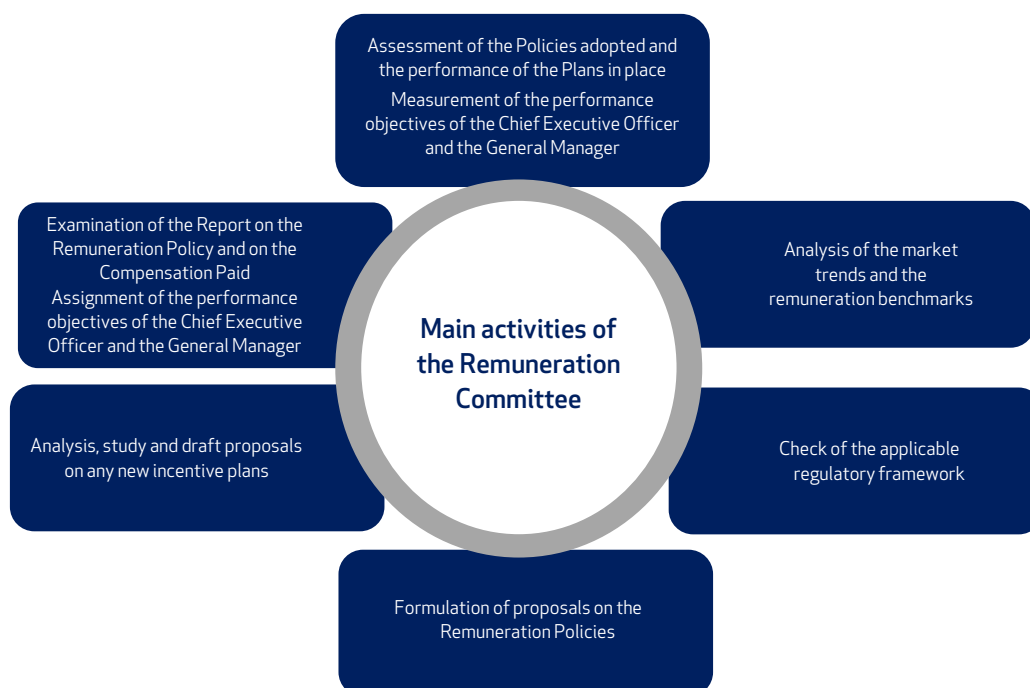 Assessment of the Policies adopted and
the performance of the Plans in place
Measurement of the performance
objectives of the Chief Executive Officer
and the General Manager
Examination of the Report on the
Remuneration Policy and on the
Compensation Paid
Assignment of the performance
objectives of the Chief Executive
Officer and the General Manager
Analysis of the market
trends and the
remuneration benchmarks
Main activities of
the Remuneration
Committee
Analysis, study and draft proposals
on any new incentive plans
Check of the applicable
regulatory framework
Formulation of proposals on the
Remuneration Policies